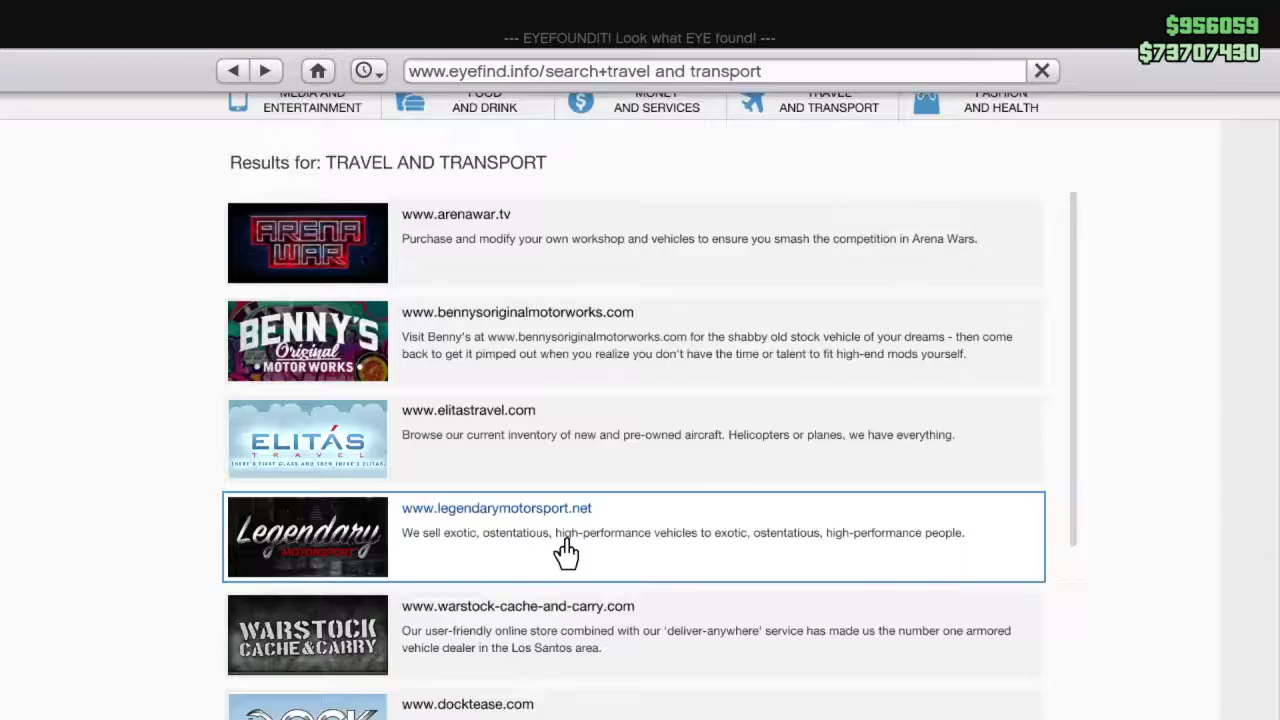 $956059
--- EYEFOUNDIT! Look what EYE found! ---
$73707430
www.eyefind.info/search+travel and transport
MEDIA AND
ENTERTAINMENT
FOOD
AND DRINK
MONEY
AND SERVICES
TRAVEL
AND TRANSPORT
FASHION
AND HEALTH
Results for: TRAVEL AND TRANSPORT
ARENA
WAR
www.arenawar.tv
Purchase and modify your own workshop and vehicles to ensure you smash the competition in Arena Wars.
BENNY'S
Original
MOTOR WORKS
www.bennysoriginalmotorworks.com
Visit Benny's at www.bennysoriginalmotorworks.com for the shabby old stock vehicle of your dreams - then come
back to get it pimped out when you realize you don't have the time or talent to fit high-end mods yourself.
ELITÁS
TRAVEL
THERE'S FIRST CLASS AND THEN THERE'S ELITAS.
www.elitastravel.com
Browse our current inventory of new and pre-owned aircraft. Helicopters or planes, we have everything.
Legendary
MOTORSPORT
www.legendarymotorsport.net
We sell exotic, ostentatious, high-performance vehicles to exotic, ostentatious, high-performance people.
WARSTOCK
CACHE&CARRY
www.warstock-cache-and-carry.com
Our user-friendly online store combined with our 'deliver-anywhere' service has made us the number one armored
vehicle dealer in the Los Santos area.
DOCK
www.docktease.com